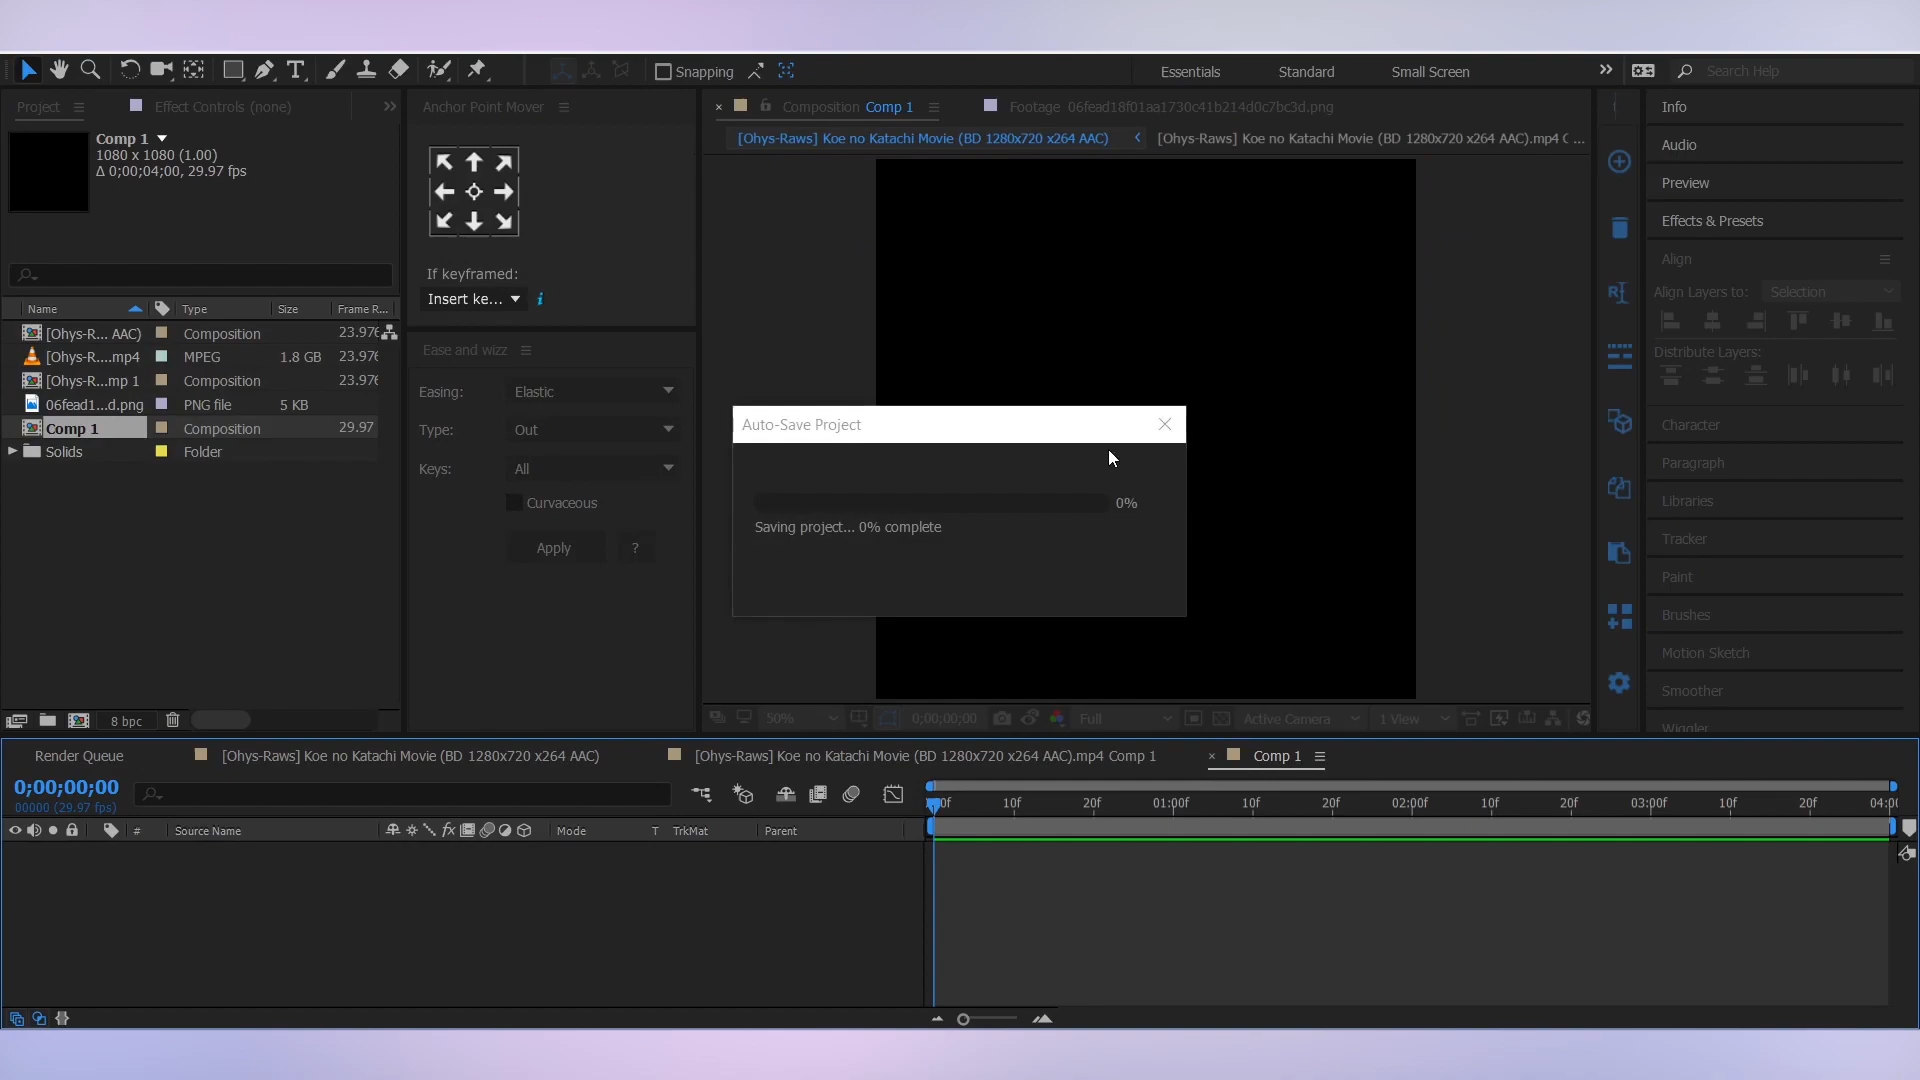 Snapping
Essentials
Standard
Small Screen
Search Help
Project
Effect Controls (none)
Anchor Point Mover
Composition Comp 1
Footage 06fead18f01aa1730c41b214d0c7bc3d.png
Info
Comp 1
1080 x 1080 (1.00)
Δ 0;00;04;00, 29.97 fps
[Ohys-Raws] Koe no Katachi Movie (BD 1280x720 x264 AAC)
[Ohys-Raws] Koe no Katachi Movie (BD 1280x720 x264 AAC).mp4 C ...
Audio
Preview
Effects & Presets
Align
Align Layers to:
Selection
Distribute Layers:
If keyframed:
Insert ke...
Name
Type
Size
Frame R...
[Ohys-R... AAC)
Composition
23.976
[Ohys-R....mp4
MPEG
1.8 GB
23.976
[Ohys-R...mp 1
Composition
23.976
06fead1...d.png
PNG file
5 KB
Comp 1
Composition
29.97
Solids
Folder
Ease and wizz
Easing:
Elastic
Type:
Out
Keys:
All
Curvaceous
Apply
?
Auto-Save Project
0%
Saving project... 0% complete
Character
Paragraph
Libraries
Tracker
Paint
Brushes
Motion Sketch
Smoother
Wiggler
8 bpc
50%
0;00;00;00
Full
Active Camera
1 View
Render Queue
[Ohys-Raws] Koe no Katachi Movie (BD 1280x720 x264 AAC)
[Ohys-Raws] Koe no Katachi Movie (BD 1280x720 x264 AAC).mp4 Comp 1
Comp 1
0;00;00;00
00000 (29.97 fps)
10f
20f
01:00f
10f
20f
02:00f
10f
20f
03:00f
10f
20f
#
Source Name
Mode
T
TrkMat
Parent